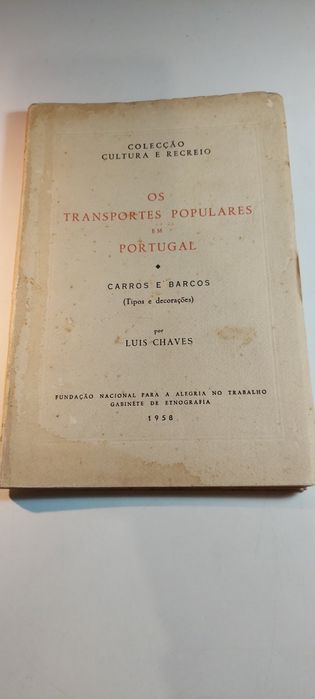 COLECÇÃO
CULTURA E RECREIO
OS
TRANSPORTES POPULARES
EM
PORTUGAL
CARROS E BARCOS
(Tipos e decorações)
por
LUIS CHAVES
FUNDAÇÃO NACIONAL PARA A ALEGRIA NO TRABALHO
GABINETE DE ETNOGRAFIA
1958